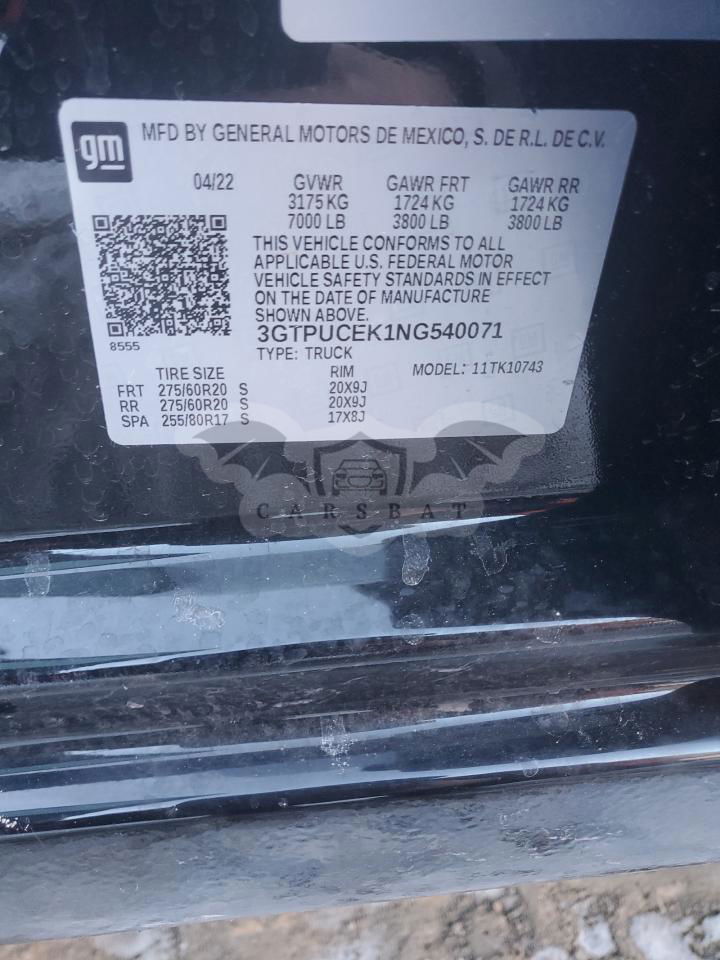 gm
MFD BY GENERAL MOTORS DE MEXICO, S. DE R.L. DE C.V.
04/22 GVWR GAWR FRT GAWR RR
3175 KG 1724 KG 1724 KG
7000 LB 3800 LB 3800 LB
THIS VEHICLE CONFORMS TO ALL
APPLICABLE U.S. FEDERAL MOTOR
VEHICLE SAFETY STANDARDS IN EFFECT
ON THE DATE OF MANUFACTURE
SHOWN ABOVE.
8555
3GTPUCEK1NG540071
TYPE: TRUCK MODEL: 11TK10743
TIRE SIZE RIM
FRT 275/60R20 S 20X9J
RR 275/60R20 S 20X9J
SPA 255/80R17 S 17X8J
CARSBAT